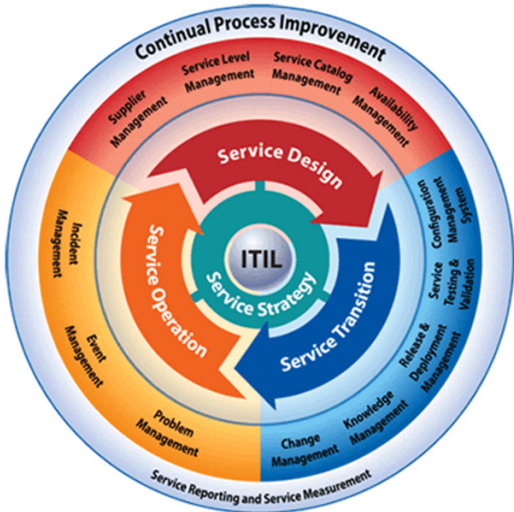 Continual Process Improvement
Supplier
Management
Service Level
Management
Service Catalog
Management
Availability
Management
Configuration
Management
System
Service
Testing &
Validation
Release &
Deployment
Management
Knowledge
Management
Change
Management
Problem
Management
Event
Management
Incident
Management
Service Design
Service Transition
Service Operation
Service Strategy
ITIL
Service Reporting and Service Measurement